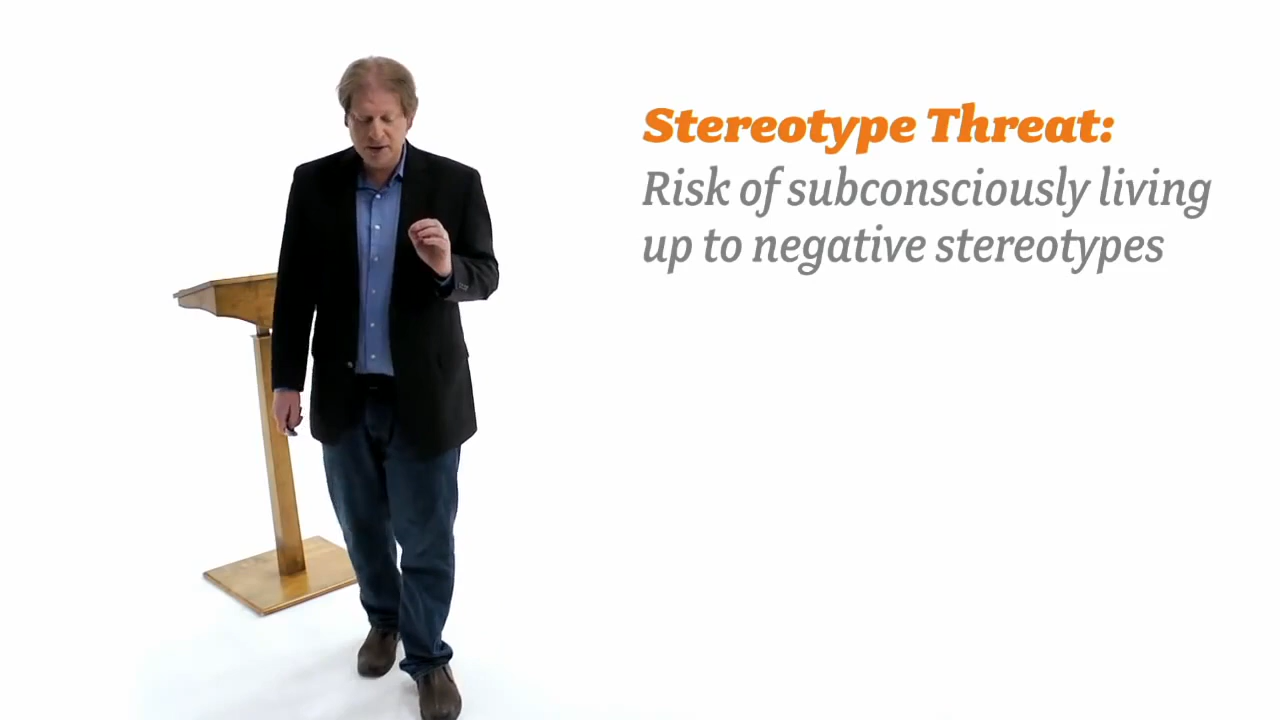 Stereotype Threat:
Risk of subconsciously living
up to negative stereotypes